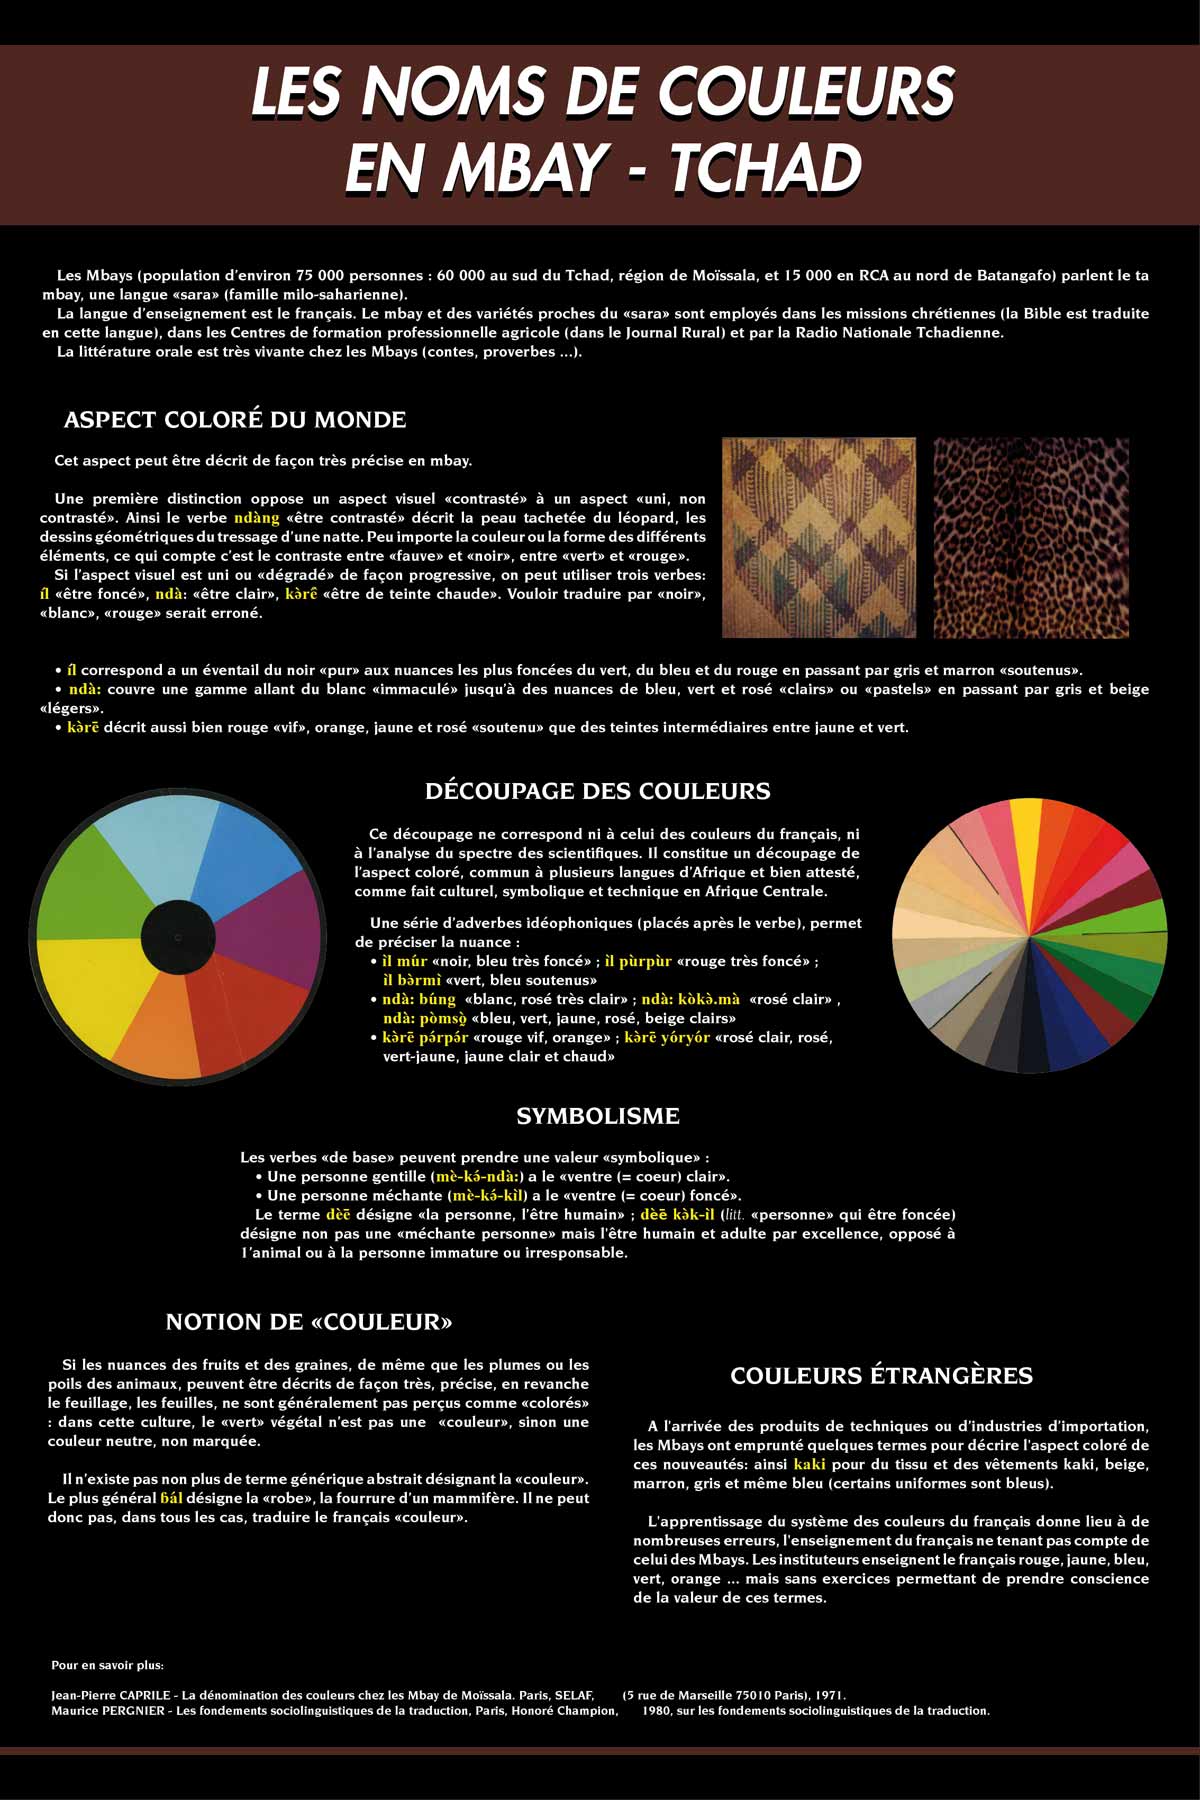 LES NOMS DE COULEURS
EN MBAY - TCHAD
Les Mbays (population d'environ 75 000 personnes : 60 000 au sud du Tchad, région de Moïssala, et 15 000 en RCA au nord de Batangafo) parlent le ta
mbay, une langue «sara» (famille milo-saharienne).
La langue d'enseignement est le français. Le mbay et des variétés proches du «sara» sont employés dans les missions chrétiennes (la Bible est traduite
en cette langue), dans les Centres de formation professionnelle agricole (dans le Journal Rural) et par la Radio Nationale Tchadienne.
La littérature orale est très vivante chez les Mbays (contes, proverbes ...).
ASPECT COLORÉ DU MONDE
Cet aspect peut être décrit de façon très précise en mbay.
Une première distinction oppose un aspect visuel «contrasté» à un aspect «uni, non
contrasté». Ainsi le verbe ndàng «être contrasté» décrit la peau tachetée du léopard, les
dessins géométriques du tressage d'une natte. Peu importe la couleur ou la forme des différents
éléments, ce qui compte c'est le contraste entre «fauve» et «noir», entre «vert» et «rouge».
Si l'aspect visuel est uni ou «dégradé» de façon progressive, on peut utiliser trois verbes:
íl «être foncé», ndà: «être clair», kə̀rē̂ «être de teinte chaude». Vouloir traduire par «noir»,
«blanc», «rouge» serait erroné.
• íl correspond a un éventail du noir «pur» aux nuances les plus foncées du vert, du bleu et du rouge en passant par gris et marron «soutenus».
• ndà: couvre une gamme allant du blanc «immaculé» jusqu'à des nuances de bleu, vert et rosé «clairs» ou «pastels» en passant par gris et beige
«légers».
• kə̀rē décrit aussi bien rouge «vif», orange, jaune et rosé «soutenu» que des teintes intermédiaires entre jaune et vert.
DÉCOUPAGE DES COULEURS
Ce découpage ne correspond ni à celui des couleurs du français, ni
à l'analyse du spectre des scientifiques. Il constitue un découpage de
l'aspect coloré, commun à plusieurs langues d'Afrique et bien attesté,
comme fait culturel, symbolique et technique en Afrique Centrale.
Une série d'adverbes idéophoniques (placés après le verbe), permet
de préciser la nuance :
• ìl múr «noir, bleu très foncé» ; ìl pùrpùr «rouge très foncé» ;
ìl bə̀rmì «vert, bleu soutenus»
• ndà: búng «blanc, rosé très clair» ; ndà: kòkə̀.mà «rosé clair» ,
ndà: pòmsò̰ «bleu, vert, jaune, rosé, beige clairs»
• kə̀rē pə́rpə́r «rouge vif, orange» ; kə̀rē yóryór «rosé clair, rosé,
vert-jaune, jaune clair et chaud»
SYMBOLISME
Les verbes «de base» peuvent prendre une valeur «symbolique» :
• Une personne gentille (mè-kə́-ndà:) a le «ventre (= coeur) clair».
• Une personne méchante (mè-kə́-kìl) a le «ventre (= coeur) foncé».
Le terme dèē désigne «la personne, l'être humain» ; dèē kə̀k-ìl (litt. «personne» qui être foncée)
désigne non pas une «méchante personne» mais l'être humain et adulte par excellence, opposé à
l'animal ou à la personne immature ou irresponsable.
NOTION DE «COULEUR»
Si les nuances des fruits et des graines, de même que les plumes ou les
poils des animaux, peuvent être décrits de façon très, précise, en revanche
le feuillage, les feuilles, ne sont généralement pas perçus comme «colorés»
: dans cette culture, le «vert» végétal n'est pas une «couleur», sinon une
couleur neutre, non marquée.
Il n'existe pas non plus de terme générique abstrait désignant la «couleur».
Le plus général ɓál désigne la «robe», la fourrure d'un mammifère. Il ne peut
donc pas, dans tous les cas, traduire le français «couleur».
COULEURS ÉTRANGÈRES
A l'arrivée des produits de techniques ou d'industries d'importation,
les Mbays ont emprunté quelques termes pour décrire l'aspect coloré de
ces nouveautés: ainsi kaki pour du tissu et des vêtements kaki, beige,
marron, gris et même bleu (certains uniformes sont bleus).
L'apprentissage du système des couleurs du français donne lieu à de
nombreuses erreurs, l'enseignement du français ne tenant pas compte de
celui des Mbays. Les instituteurs enseignent le français rouge, jaune, bleu,
vert, orange ... mais sans exercices permettant de prendre conscience
de la valeur de ces termes.
Pour en savoir plus:
Jean-Pierre CAPRILE - La dénomination des couleurs chez les Mbay de Moïssala. Paris, SELAF, (5 rue de Marseille 75010 Paris), 1971.
Maurice PERGNIER - Les fondements sociolinguistiques de la traduction, Paris, Honoré Champion, 1980, sur les fondements sociolinguistiques de la traduction.